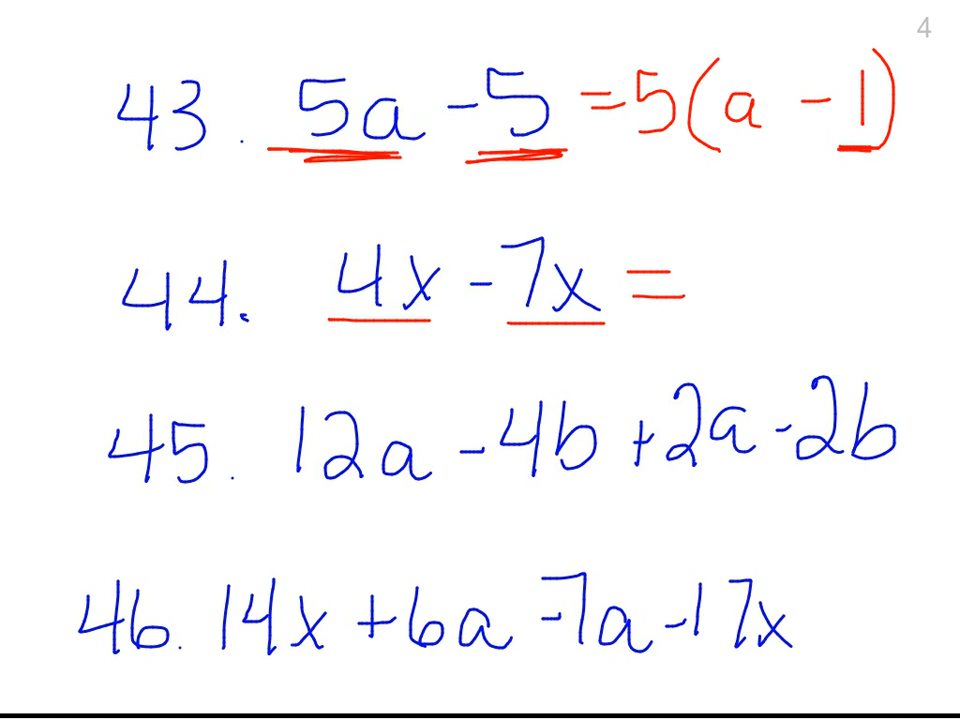 4
43. 5a - 5 = 5(a - 1)
44. 4x - 7x =
45. 12a - 4b + 2a - 2b
46. 14x + 6a - 7a - 17x